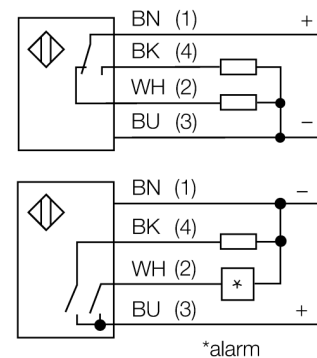 BN (1) +
BK (4)
WH (2)
BU (3) −
BN (1) −
BK (4)
WH (2)
*
BU (3) +
*alarm